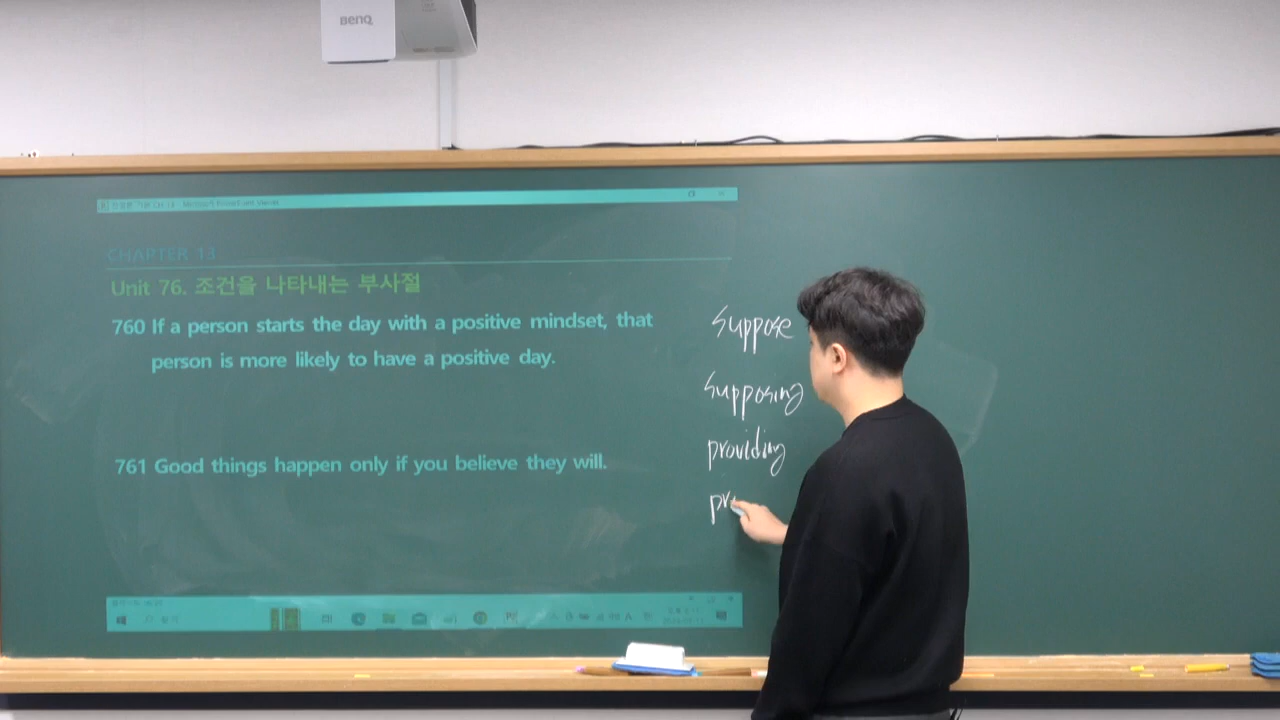 BenQ
CHAPTER 13
Unit 76. 조건을 나타내는 부사절
760 If a person starts the day with a positive mindset, that
person is more likely to have a positive day.
761 Good things happen only if you believe they will.
suppose
supposing
providing
pr